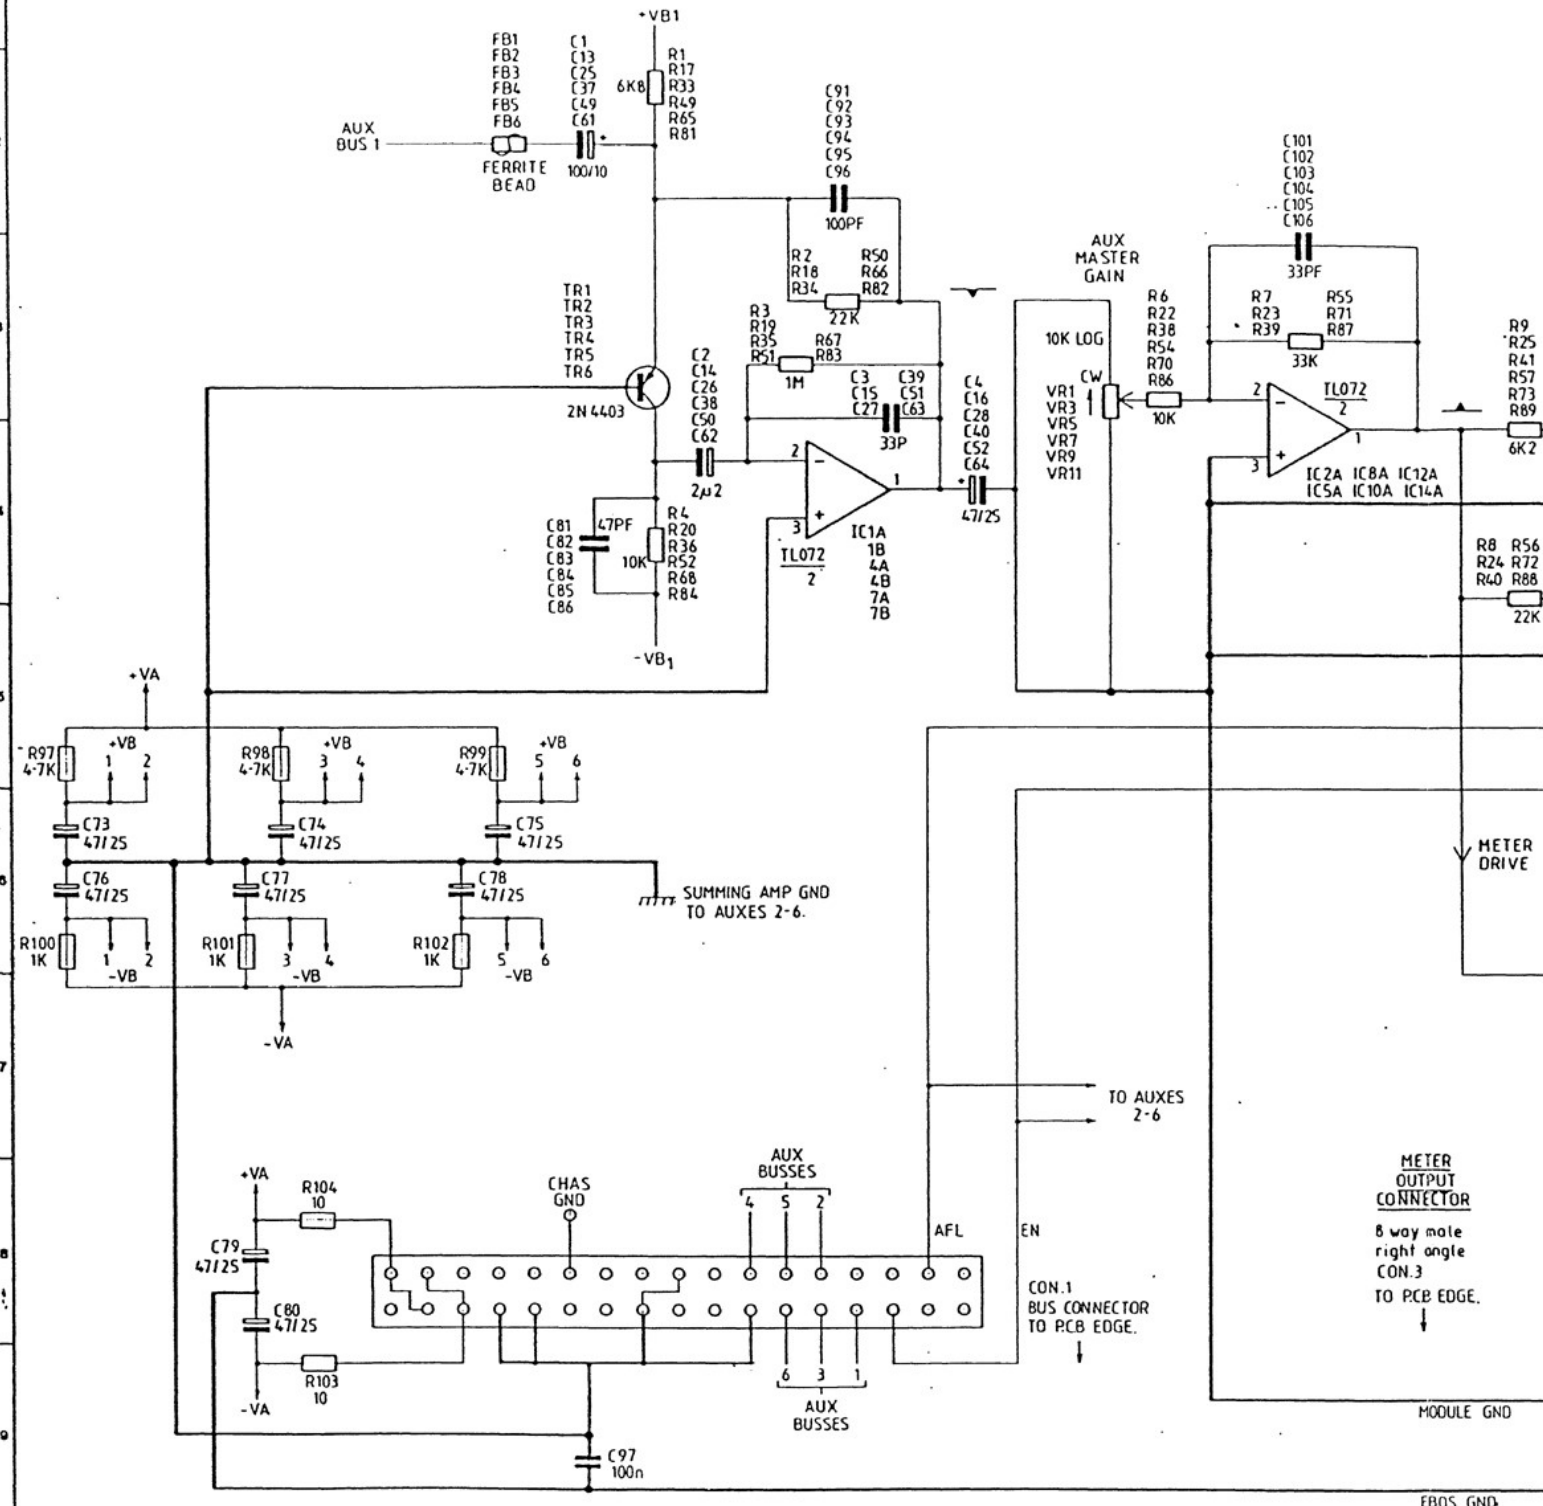 +VB1
FB1
FB2
FB3
FB4
FB5
FB6
C1
C13
C25
C37
C49
C61
+
6K8
R1
R17
R33
R49
R65
R81
AUX
BUS 1
FERRITE
BEAD
100/10
C91
C92
C93
C94
C95
C96
100PF
R2
R18
R34
R50
R66
R82
22K
TR1
TR2
TR3
TR4
TR5
TR6
2N4403
R3
R19
R35
R51
R67
R83
1M
C2
C14
C26
C38
C50
C62
2μ2
C3
C15
C27
C39
C51
C63
33P
C4
C16
C28
C40
C52
C64
+
47/25
2
−
3
+
1
TL072
2
IC1A
1B
4A
4B
7A
7B
C81
C82
C83
C84
C85
C86
47PF
10K
R4
R20
R36
R52
R68
R84
-VB1
AUX
MASTER
GAIN
10K LOG
CW
VR1
VR3
VR5
VR7
VR9
VR11
R6
R22
R38
R54
R70
R86
10K
C101
C102
C103
C104
C105
C106
33PF
R7
R23
R39
R55
R71
R87
33K
2
−
3
+
1
TL072
2
IC2A IC8A IC12A
IC5A IC10A IC14A
R9
R25
R41
R57
R73
R89
6K2
R8 R56
R24 R72
R40 R88
22K
METER
DRIVE
+VA
R97
4·7K
+VB
1 2
R98
4·7K
+VB
3 4
R99
4·7K
+VB
5 6
C73
47/25
C74
47/25
C75
47/25
C76
47/25
C77
47/25
C78
47/25
SUMMING AMP GND
TO AUXES 2-6.
R100
1K
1 2
-VB
R101
1K
3 4
-VB
R102
1K
5 6
-VB
-VA
TO AUXES
2-6
+VA
R104
10
CHAS
GND
AUX
BUSSES
4 5 2
AFL
EN
C79
47/25
C80
47/25
R103
10
-VA
CON.1
BUS CONNECTOR
TO P.C.B EDGE.
6 3 1
AUX
BUSSES
C97
100n
METER
OUTPUT
CONNECTOR
8 way male
right angle
CON.3
TO P.C.B EDGE.
MODULE GND
5
6
7
8
9